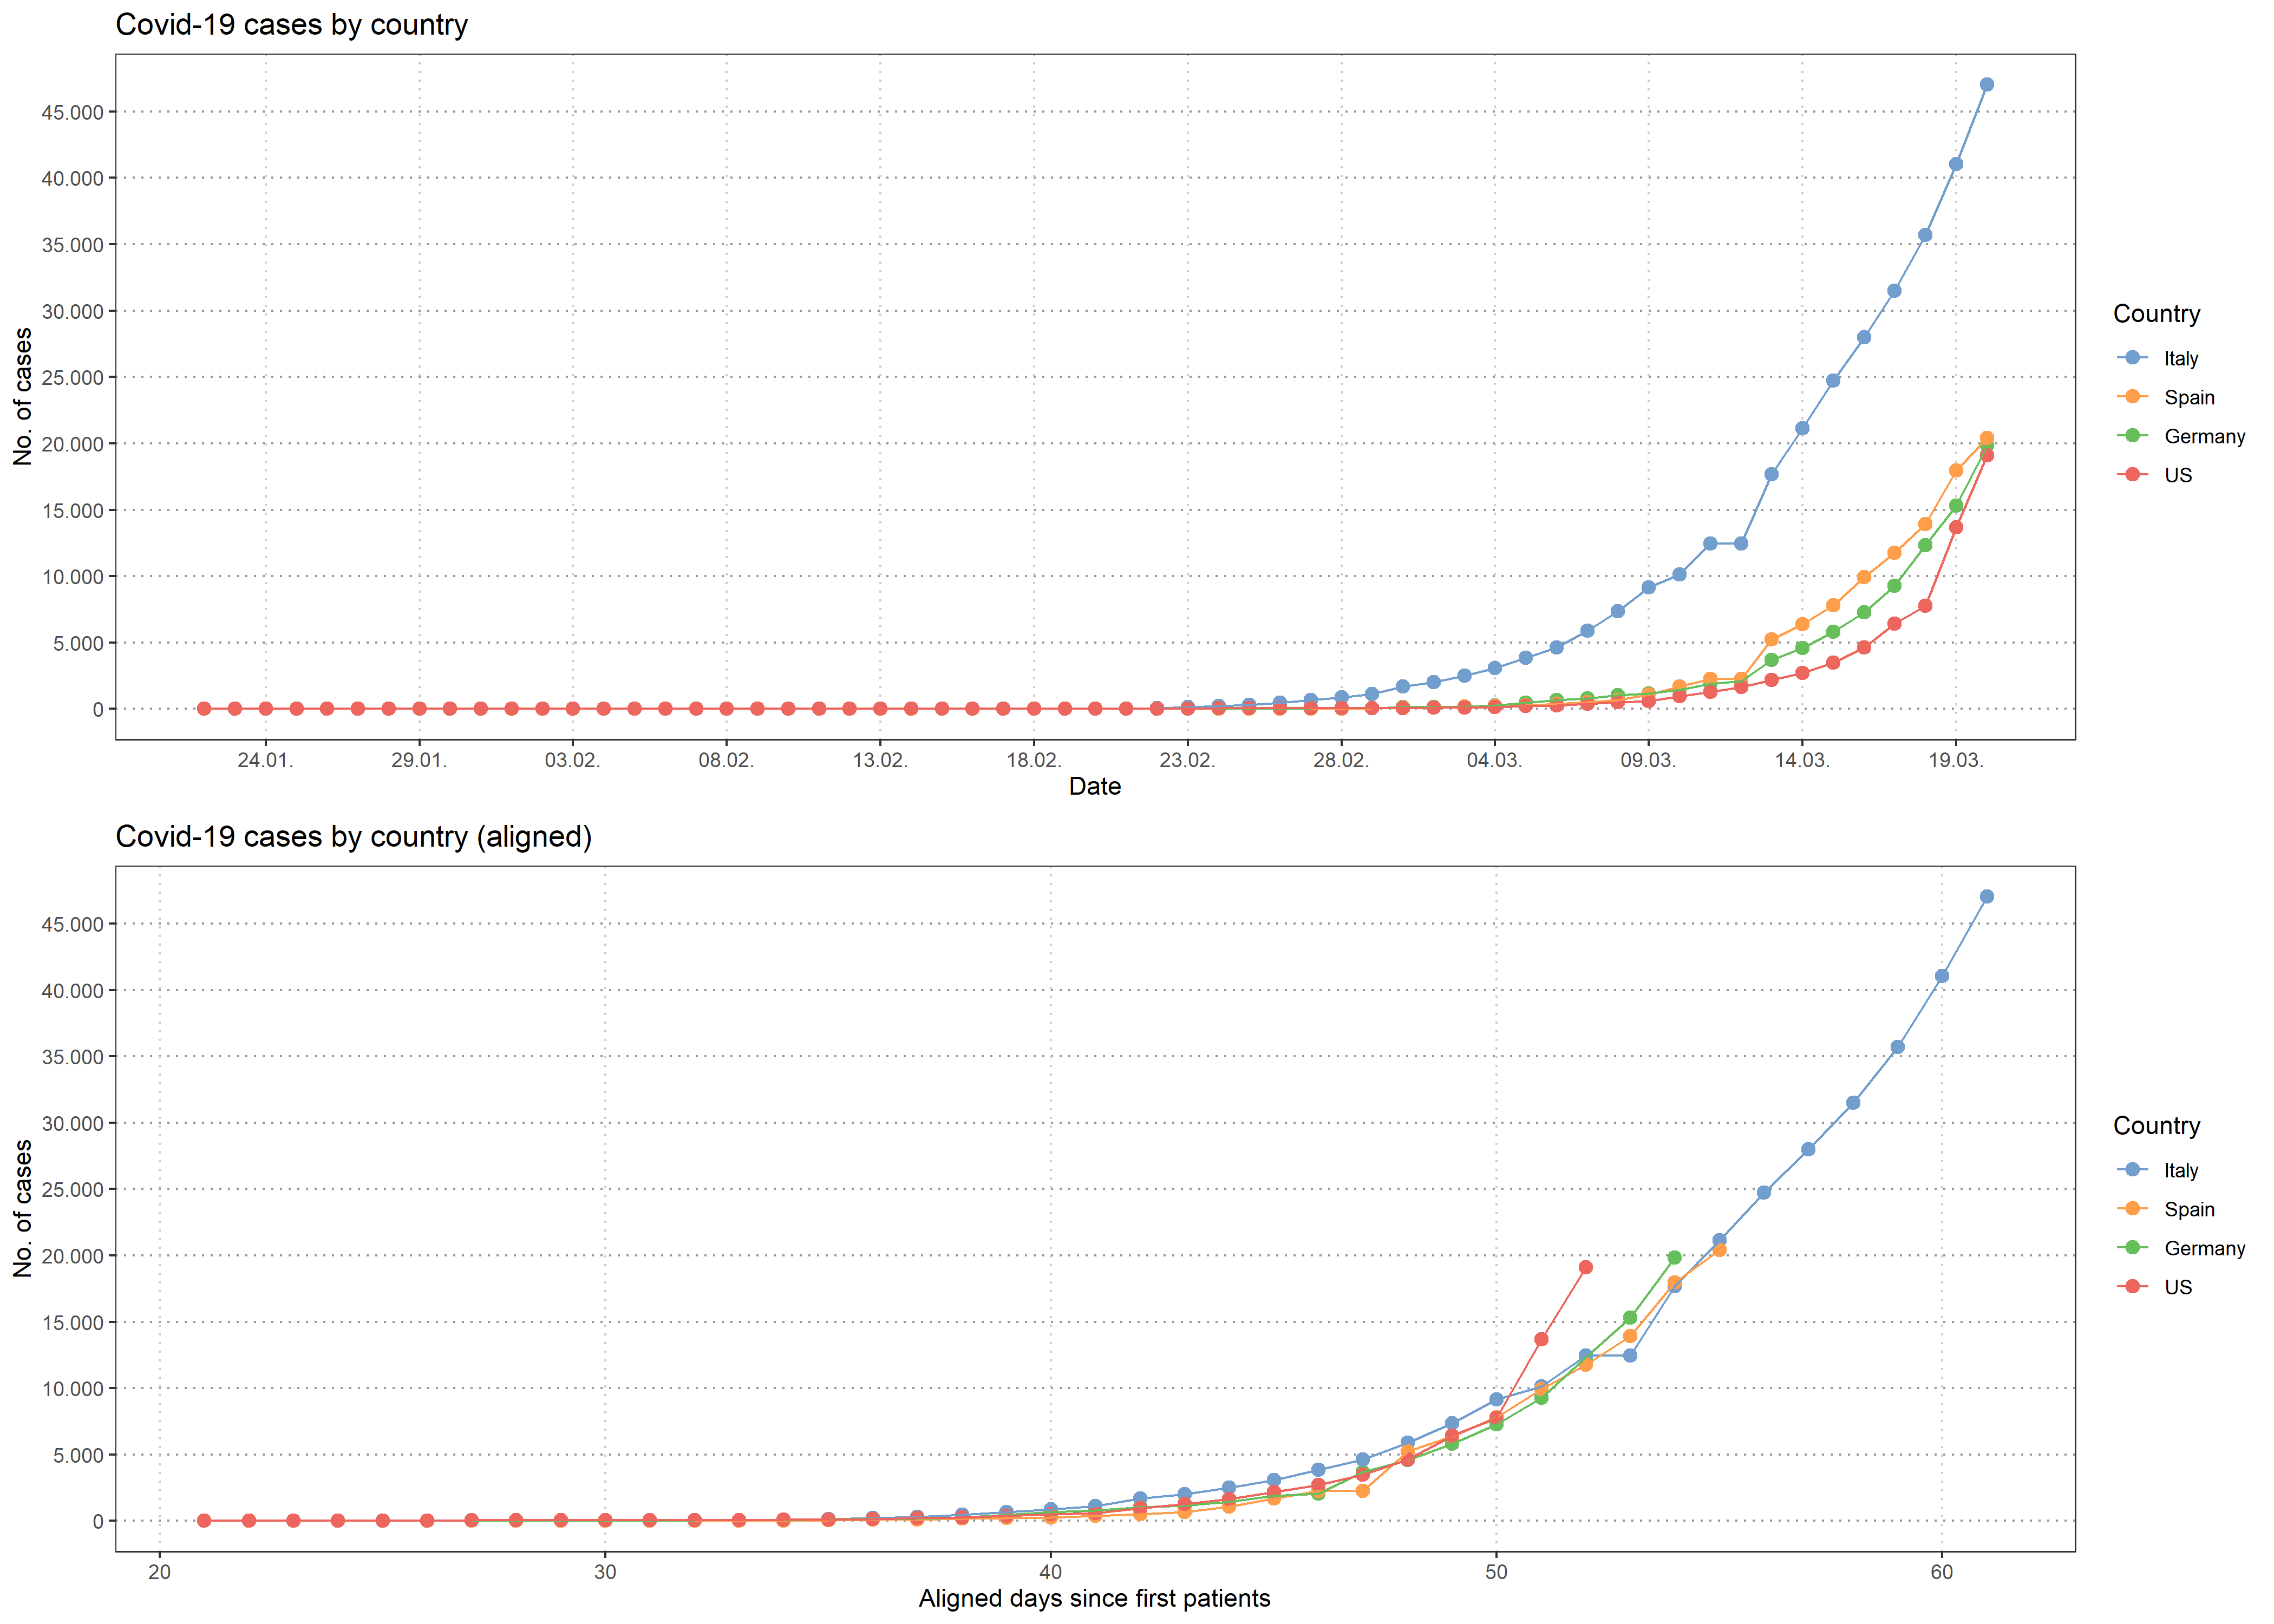 Covid-19 cases by country
No. of cases
45.000
40.000
35.000
30.000
25.000
20.000
15.000
10.000
5.000
0
24.01. 29.01. 03.02. 08.02. 13.02. 18.02. 23.02. 28.02. 04.03. 09.03. 14.03. 19.03.
Date
Country
Italy
Spain
Germany
US
Covid-19 cases by country (aligned)
No. of cases
45.000
40.000
35.000
30.000
25.000
20.000
15.000
10.000
5.000
0
20 30 40 50 60
Aligned days since first patients
Country
Italy
Spain
Germany
US